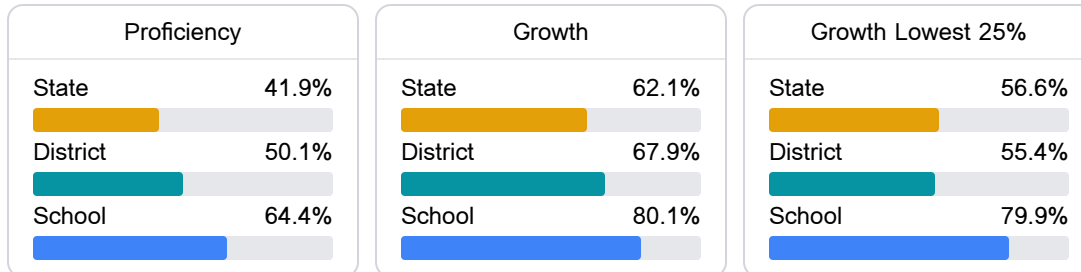 Proficiency
State 41.9%
District 50.1%
School 64.4%
Growth
State 62.1%
District 67.9%
School 80.1%
Growth Lowest 25%
State 56.6%
District 55.4%
School 79.9%